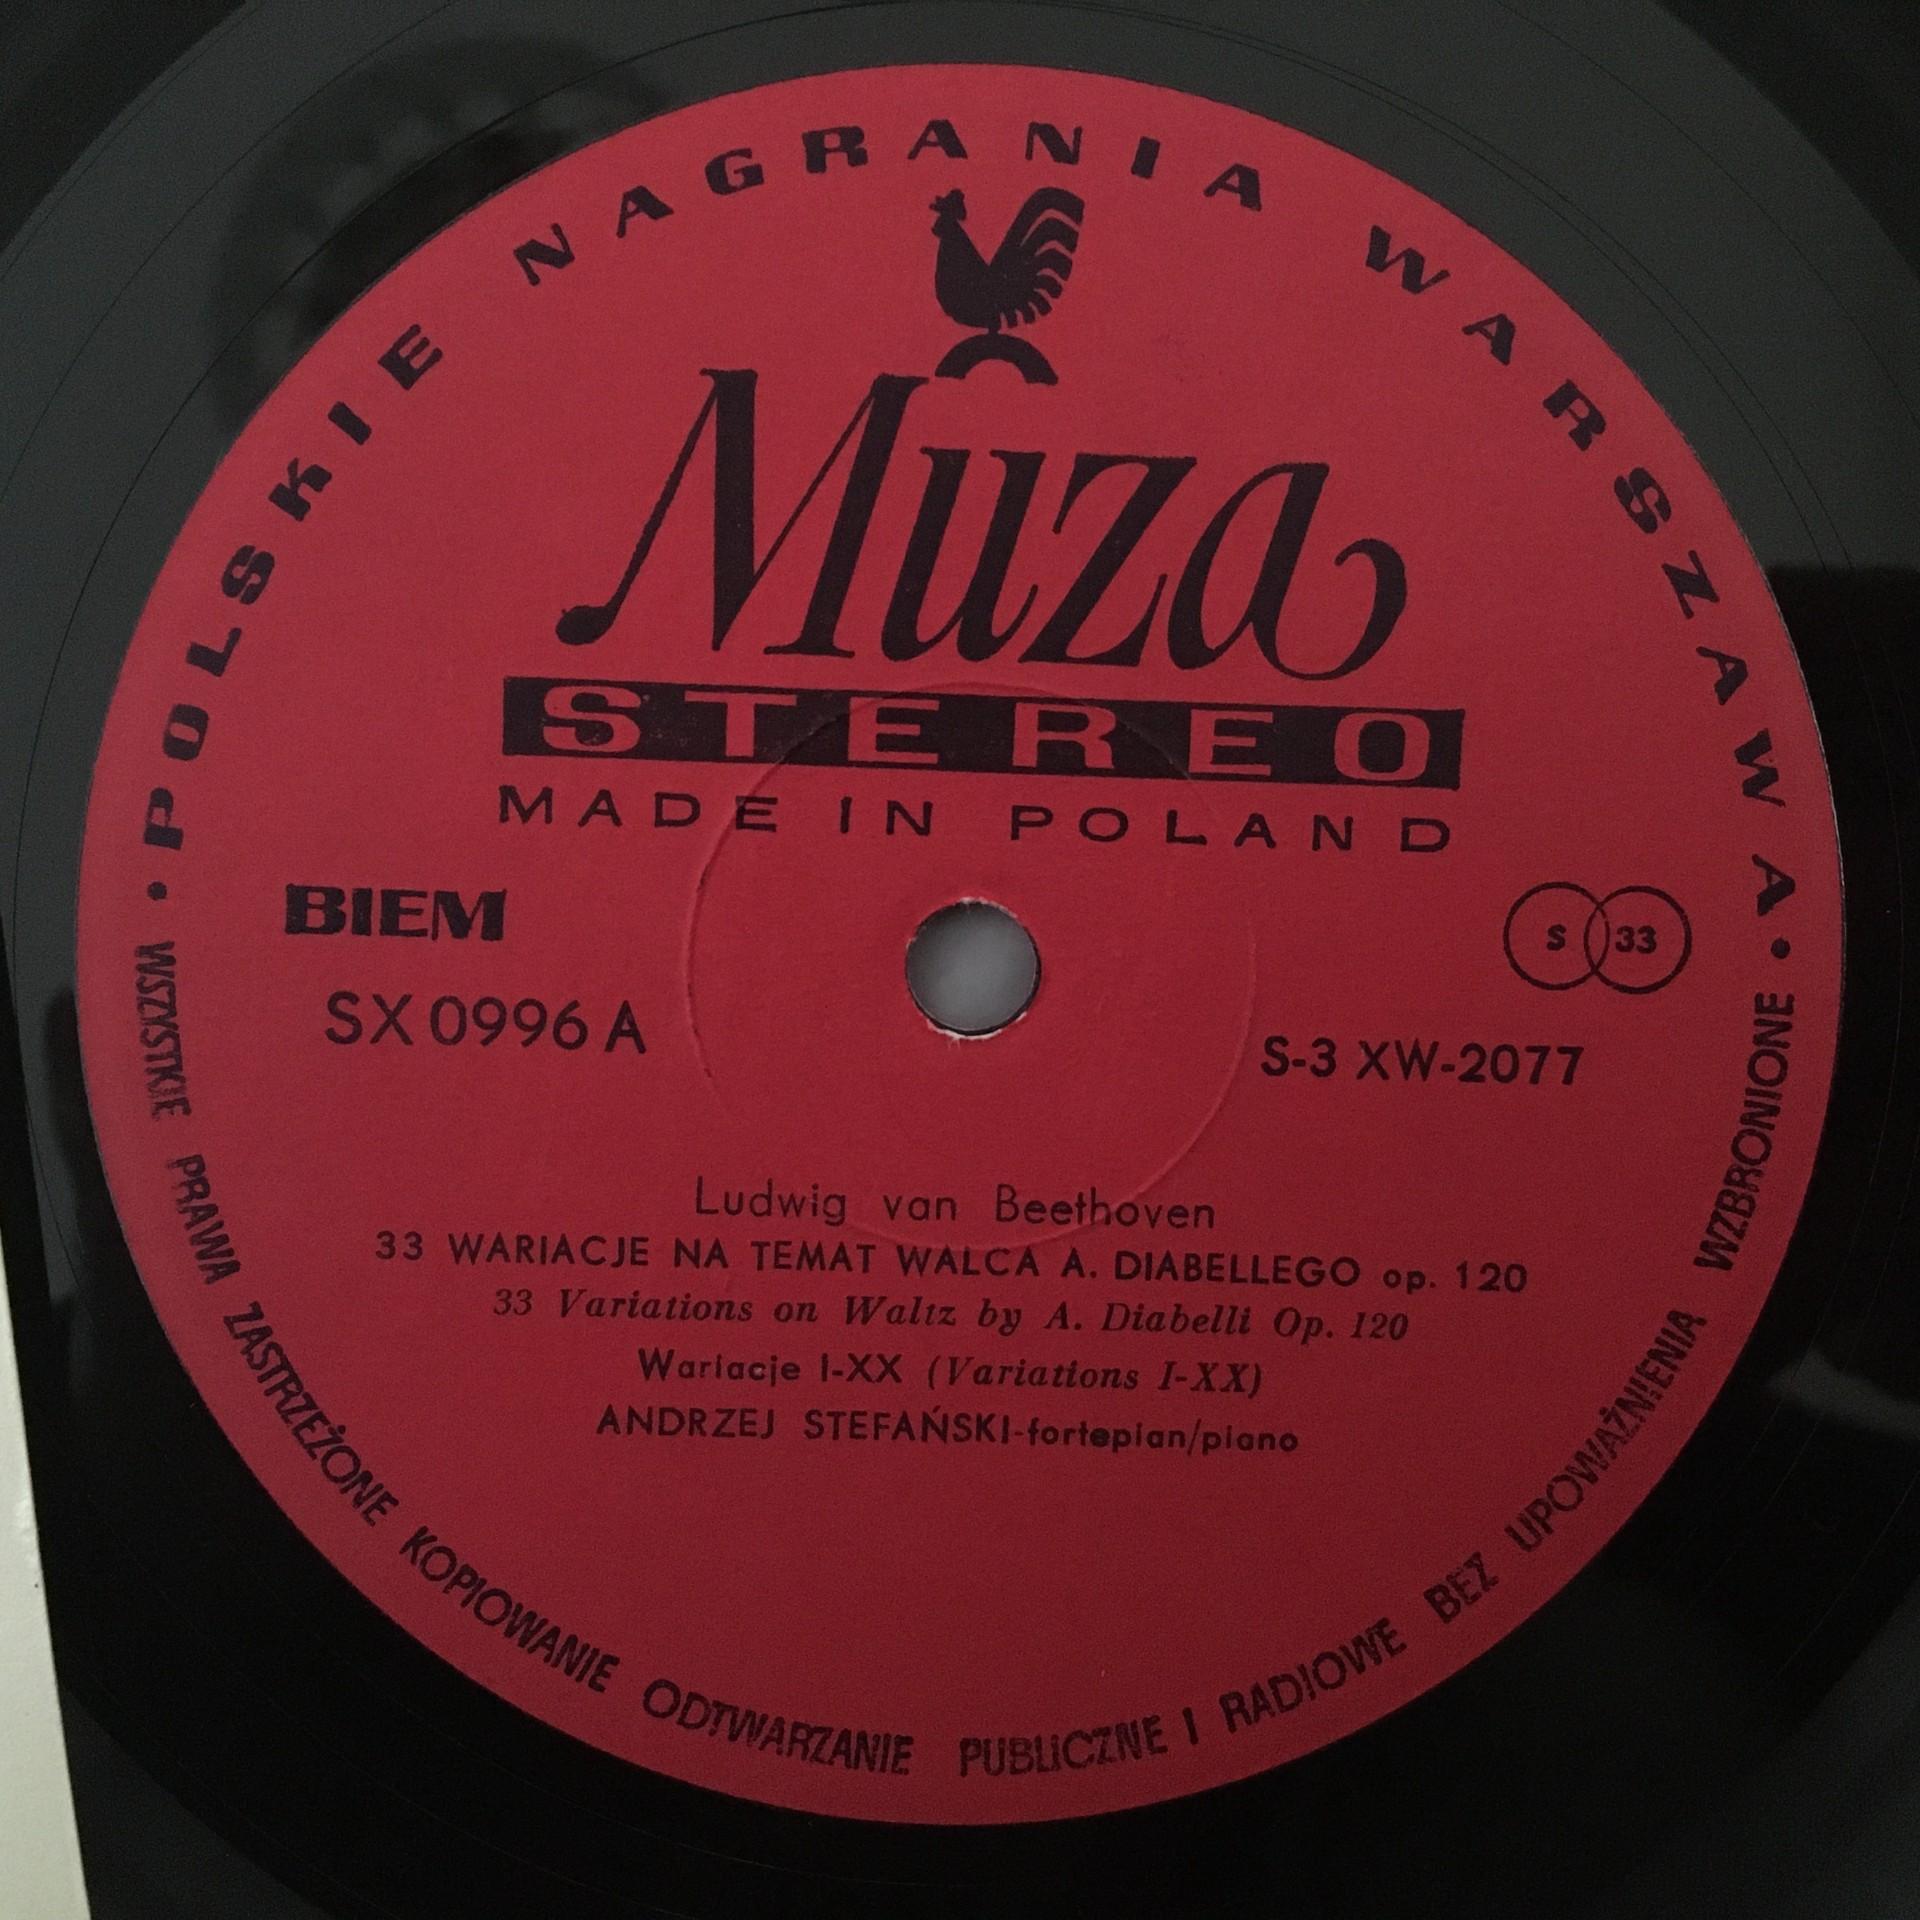 POLSKIE NAGRANIA WARSZAWA
Muza
STEREO
MADE IN POLAND
BIEM
S 33
SX 0996 A
S-3 XW-2077
Ludwig van Beethoven
33 WARIACJE NA TEMAT WALCA A. DIABELLEGO op. 120
33 Variations on Waltz by A. Diabelli Op. 120
Wariacje I-XX (Variations I-XX)
ANDRZEJ STEFAŃSKI-fortepian/piano
• WSZYSTKIE PRAWA ZASTRZEŻONE KOPIOWANIE ODTWARZANIE PUBLICZNE I RADIOWE BEZ UPOWAŻNIENIA WZBRONIONE •